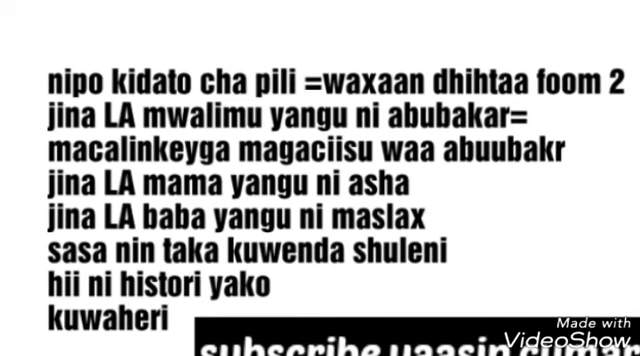 nipo kidato cha pili =waxaan dhihtaa foom 2
jina LA mwalimu yangu ni abubakar=
macalinkeyga magaciisu waa abuubakr
jina LA mama yangu ni asha
jina LA baba yangu ni maslax
sasa nin taka kuwenda shuleni
hii ni histori yako
kuwaheri
Made with
VideoShow
subscribe yaasin